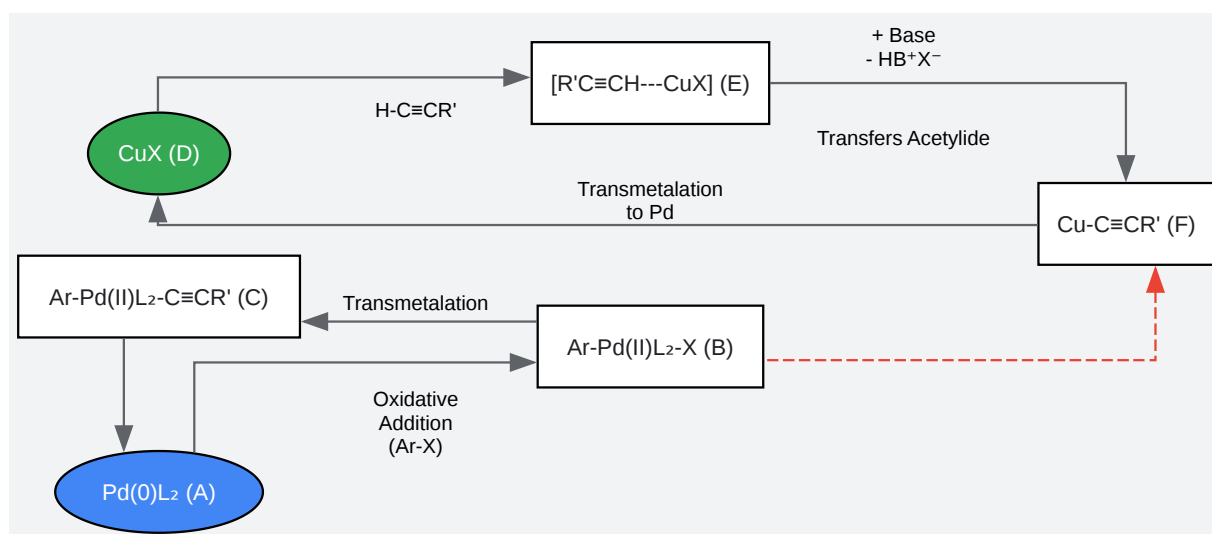 + Base
- HB⁺X⁻
[R'C≡CH---CuX] (E)
H-C≡CR'
Transfers Acetylide
CuX (D)
Transmetalation
to Pd
Cu-C≡CR' (F)
Ar-Pd(II)L₂-C≡CR' (C)
Transmetalation
Ar-Pd(II)L₂-X (B)
Oxidative
Addition
(Ar-X)
Pd(0)L₂ (A)